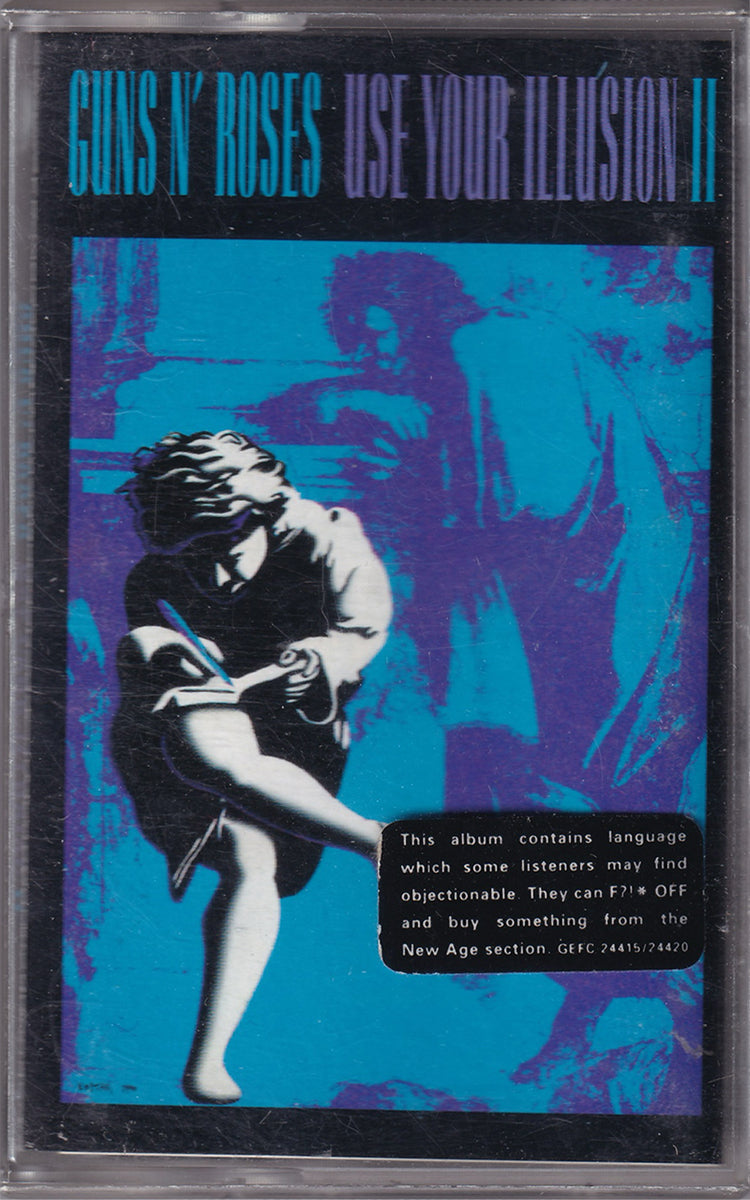 GUNS N' ROSES USE YOUR ILLUSION II
This album contains language
which some listeners may find
objectionable. They can F?!* OFF
and buy something from the
New Age section. GEFC 24415/24420